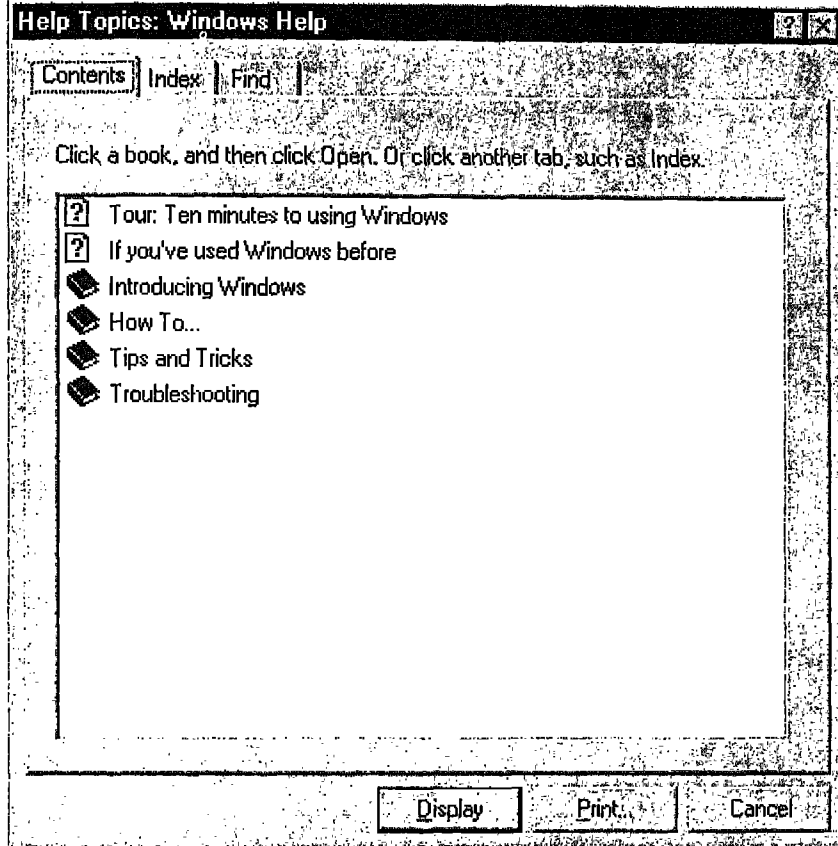 Help Topics: Windows Help
Contents Index Find
Click a book, and then click Open. Or click another tab, such as Index.
Tour: Ten minutes to using Windows
If you've used Windows before
Introducing Windows
How To...
Tips and Tricks
Troubleshooting
Display Print... Cancel